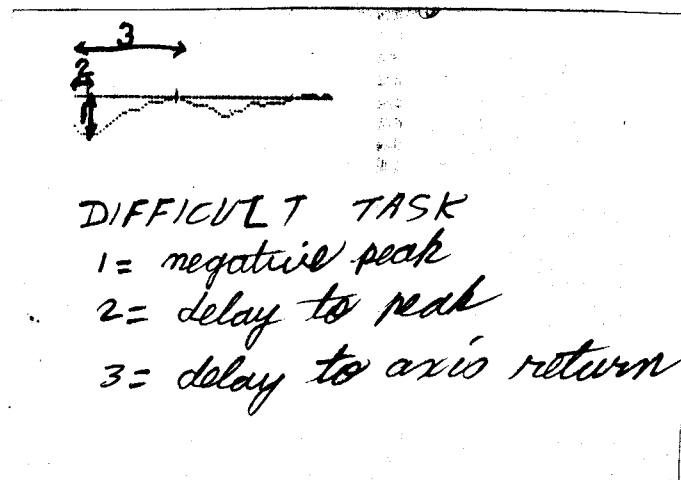 3
2
1
DIFFICULT TASK
1= negative peak
2= delay to peak
3= delay to axis return